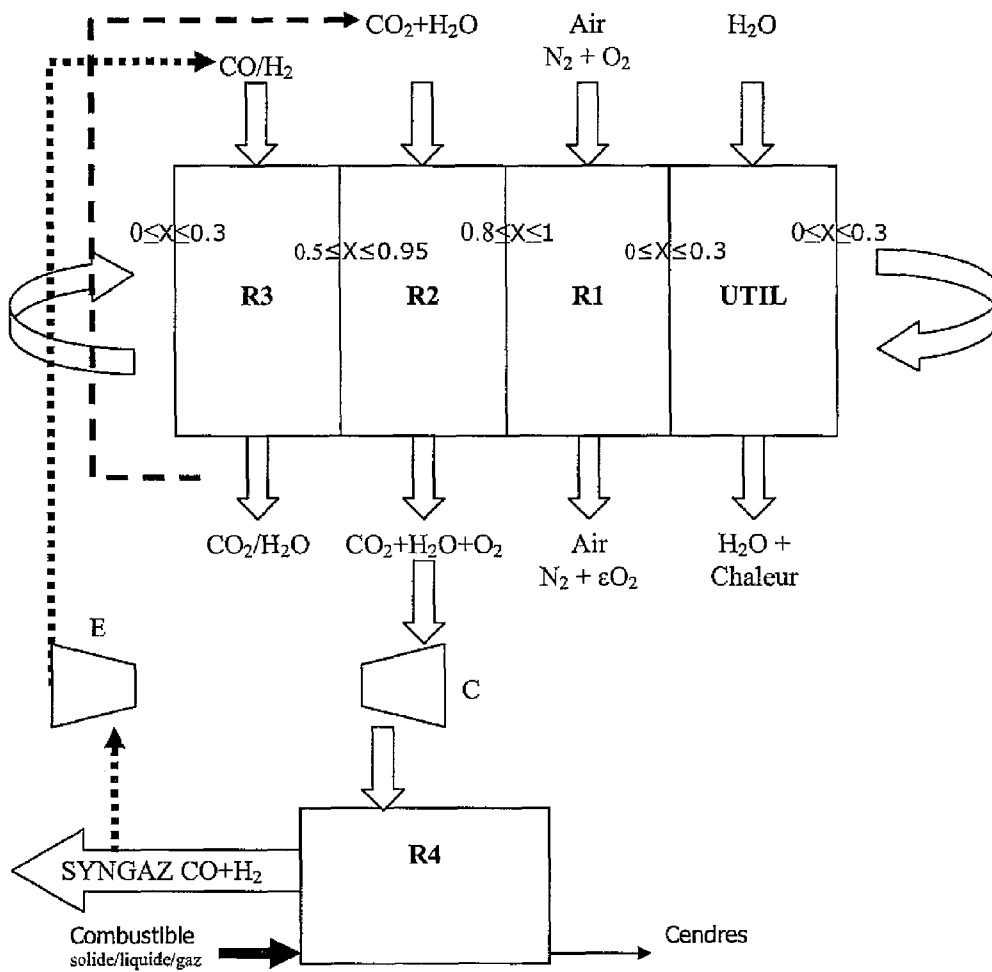 CO₂+H₂O
Air
N₂ + O₂
H₂O
CO/H₂
0≤X≤0.3
0.5≤X≤0.95
0.8≤X≤1
0≤X≤0.3
0≤X≤0.3
R3
R2
R1
UTIL
CO₂/H₂O
CO₂+H₂O+O₂
Air
N₂ + εO₂
H₂O +
Chaleur
E
C
R4
SYNGAZ CO+H₂
Combustible
solide/liquide/gaz
Cendres